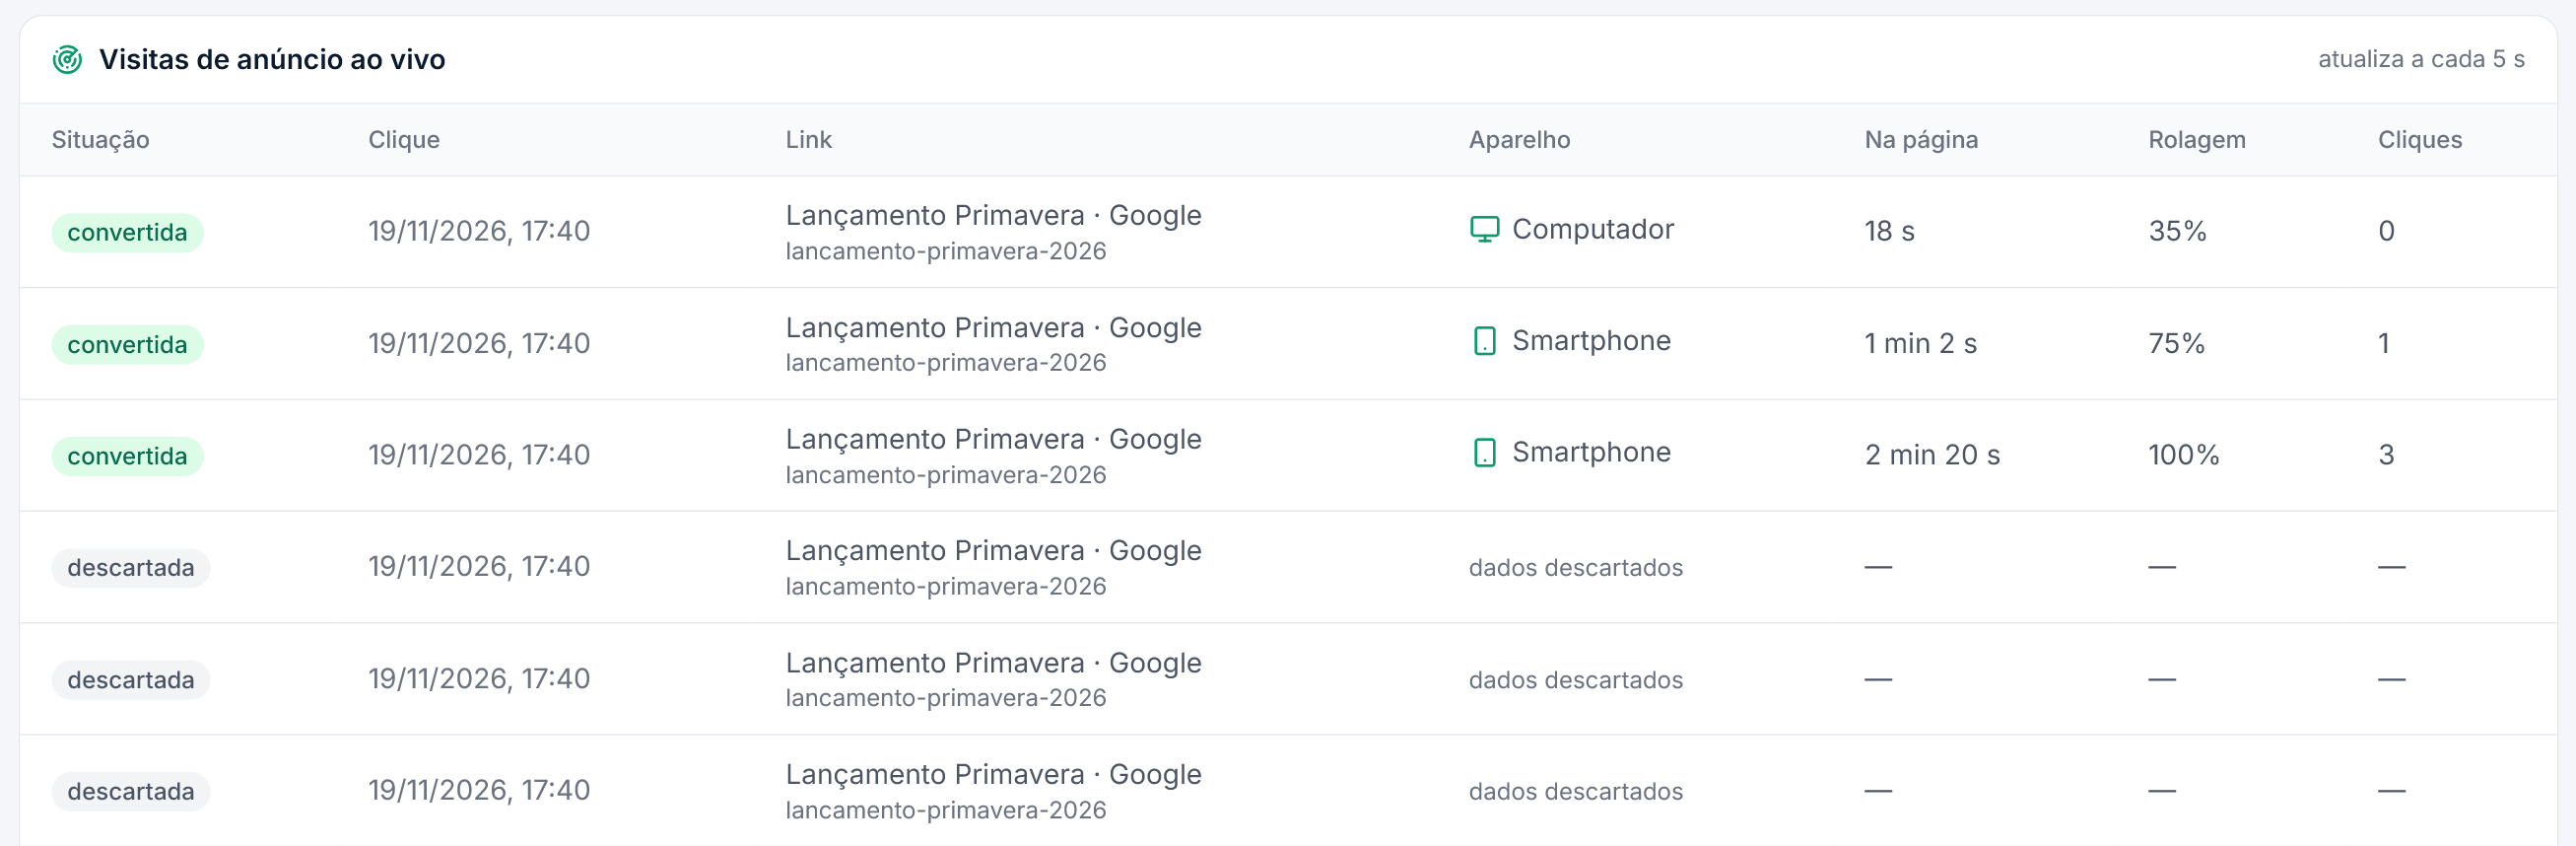 Visitas de anúncio ao vivo
atualiza a cada 5 s
Situação Clique Link Aparelho Na página Rolagem Cliques
convertida 19/11/2026, 17:40 Lançamento Primavera · Google Computador 18 s 35% 0
lancamento-primavera-2026
convertida 19/11/2026, 17:40 Lançamento Primavera · Google Smartphone 1 min 2 s 75% 1
lancamento-primavera-2026
convertida 19/11/2026, 17:40 Lançamento Primavera · Google Smartphone 2 min 20 s 100% 3
lancamento-primavera-2026
descartada 19/11/2026, 17:40 Lançamento Primavera · Google dados descartados — — —
lancamento-primavera-2026
descartada 19/11/2026, 17:40 Lançamento Primavera · Google dados descartados — — —
lancamento-primavera-2026
descartada 19/11/2026, 17:40 Lançamento Primavera · Google dados descartados — — —
lancamento-primavera-2026